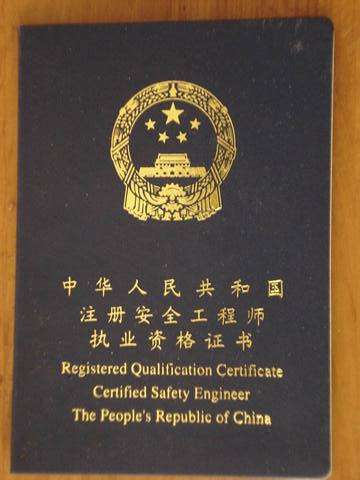 中华人民共和国
注册安全工程师
执业资格证书
Registered Qualification Certificate
Certified Safety Engineer
The People's Republic of China